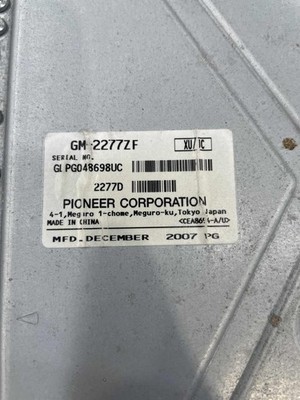 GM-2277ZF XU/UC
SERIAL NO.
GLPG048698UC
2277D
PIONEER CORPORATION
4-1,Meguro 1-chome,Meguro-ku,Tokyo Japan
MADE IN CHINA
MFD.DECEMBER 2007 PG